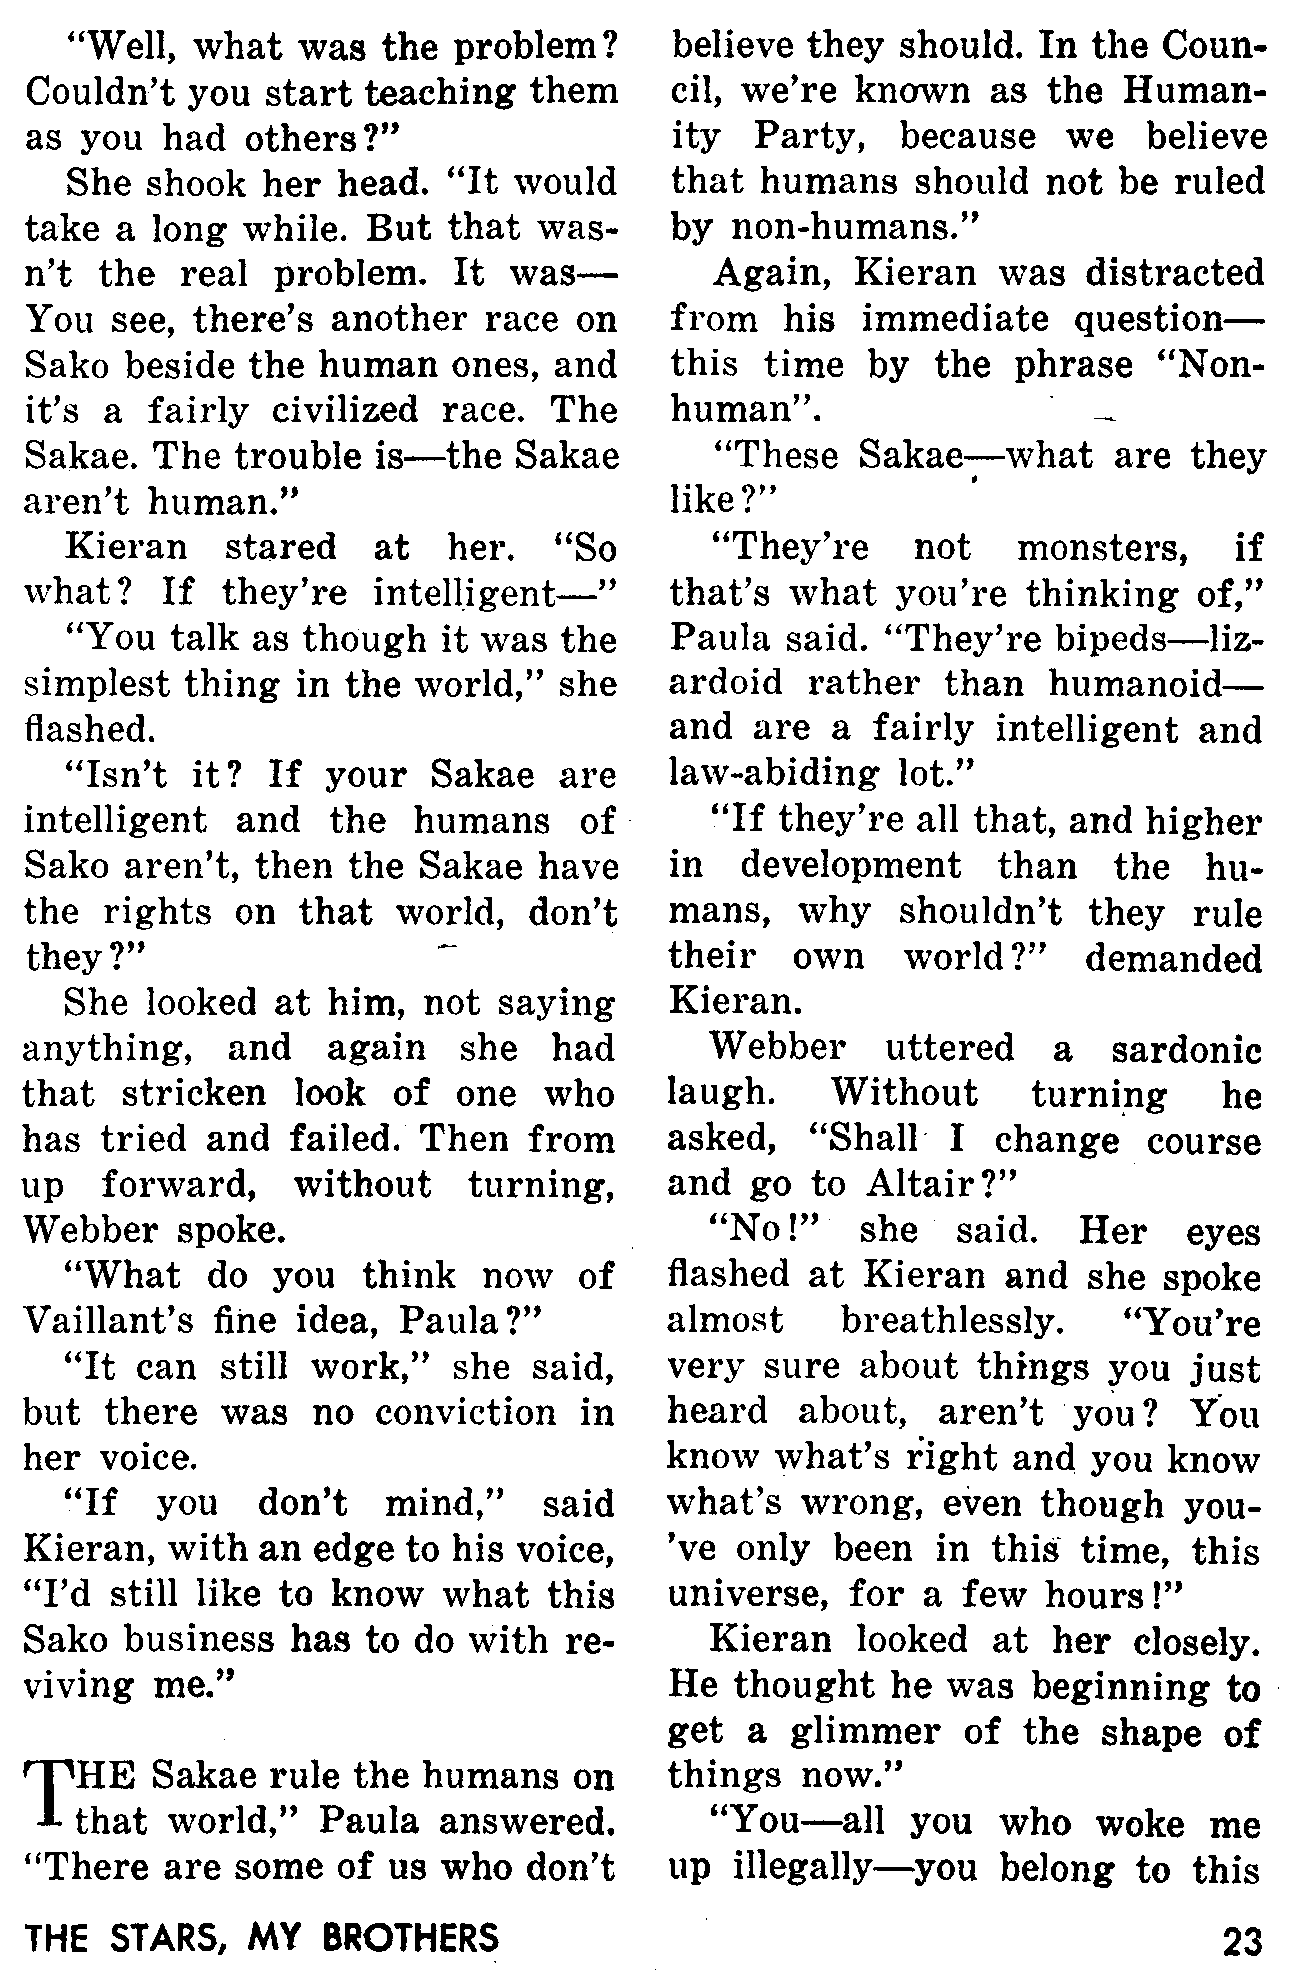 “Well, what was the problem?
Couldn’t you start teaching them
as you had others?”
She shook her head. “It would
take a long while. But that was-
n’t the real problem. It was—
You see, there’s another race on
Sako beside the human ones, and
it’s a fairly civilized race. The
Sakae. The trouble is—the Sakae
aren’t human.”
Kieran stared at her. “So
what? If they’re intelligent—”
“You talk as though it was the
simplest thing in the world,” she
flashed.
“Isn’t it? If your Sakae are
intelligent and the humans of
Sako aren’t, then the Sakae have
the rights on that world, don’t
they?”
She looked at him, not saying
anything, and again she had
that stricken look of one who
has tried and failed. Then from
up forward, without turning,
Webber spoke.
“What do you think now of
Vaillant’s fine idea, Paula?”
“It can still work,” she said,
but there was no conviction in
her voice.
“If you don’t mind,” said
Kieran, with an edge to his voice,
“I’d still like to know what this
Sako business has to do with re-
viving me.”
THE Sakae rule the humans on
that world,” Paula answered.
“There are some of us who don’t
believe they should. In the Coun-
cil, we’re known as the Human-
ity Party, because we believe
that humans should not be ruled
by non-humans.”
Again, Kieran was distracted
from his immediate question—
this time by the phrase “Non-
human”.
“These Sakae—what are they
like?”
“They’re not monsters, if
that’s what you’re thinking of,”
Paula said. “They’re bipeds—liz-
ardoid rather than humanoid—
and are a fairly intelligent and
law-abiding lot.”
“If they’re all that, and higher
in development than the hu-
mans, why shouldn’t they rule
their own world?” demanded
Kieran.
Webber uttered a sardonic
laugh. Without turning he
asked, “Shall I change course
and go to Altair?”
“No!” she said. Her eyes
flashed at Kieran and she spoke
almost breathlessly. “You’re
very sure about things you just
heard about, aren’t you? You
know what’s right and you know
what’s wrong, even though you-
’ve only been in this time, this
universe, for a few hours!”
Kieran looked at her closely.
He thought he was beginning to
get a glimmer of the shape of
things now.”
“You—all you who woke me
up illegally—you belong to this
THE STARS, MY BROTHERS
23